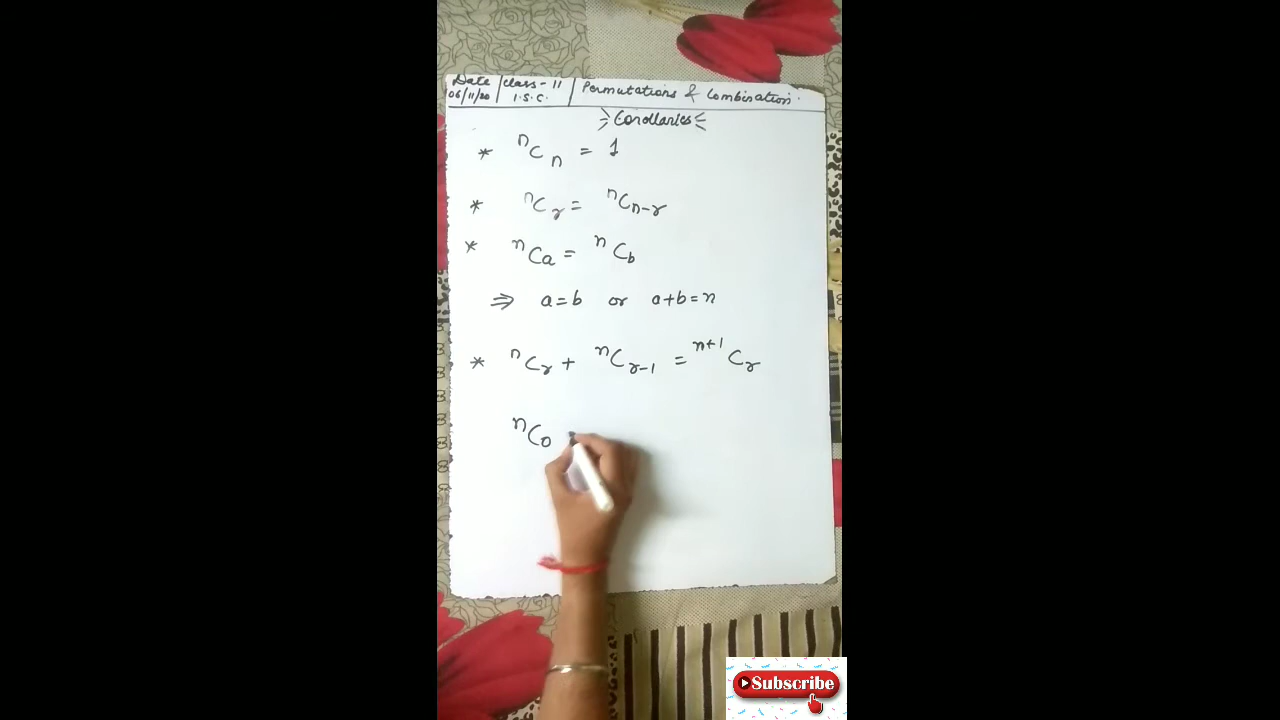 Date 06/11/20 | Class - 11 I.S.C. | Permutations & Combination.
Corollaries
* ⁿCₙ = 1
* ⁿCᵣ = ⁿCₙ₋ᵣ
* ⁿCa = ⁿCb
⇒ a=b or a+b=n
* ⁿCᵣ + ⁿCᵣ₋₁ = ⁿ⁺¹Cᵣ
ⁿC₀
Subscribe